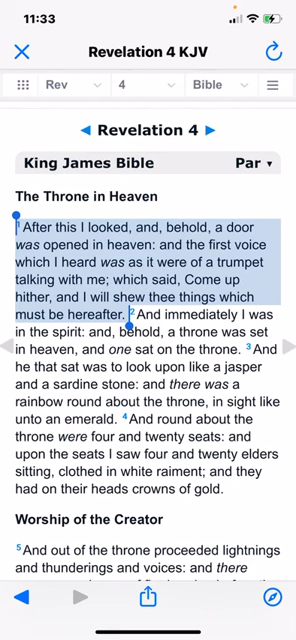 11:33
Revelation 4 KJV
Rev 4 Bible
Revelation 4
King James Bible Par
The Throne in Heaven
1 After this I looked, and, behold, a door
was opened in heaven: and the first voice
which I heard was as it were of a trumpet
talking with me; which said, Come up
hither, and I will shew thee things which
must be hereafter. 2 And immediately I was
in the spirit: and, behold, a throne was set
in heaven, and one sat on the throne. 3 And
he that sat was to look upon like a jasper
and a sardine stone: and there was a
rainbow round about the throne, in sight like
unto an emerald. 4 And round about the
throne were four and twenty seats: and
upon the seats I saw four and twenty elders
sitting, clothed in white raiment; and they
had on their heads crowns of gold.
Worship of the Creator
5 And out of the throne proceeded lightnings
and thunderings and voices: and there